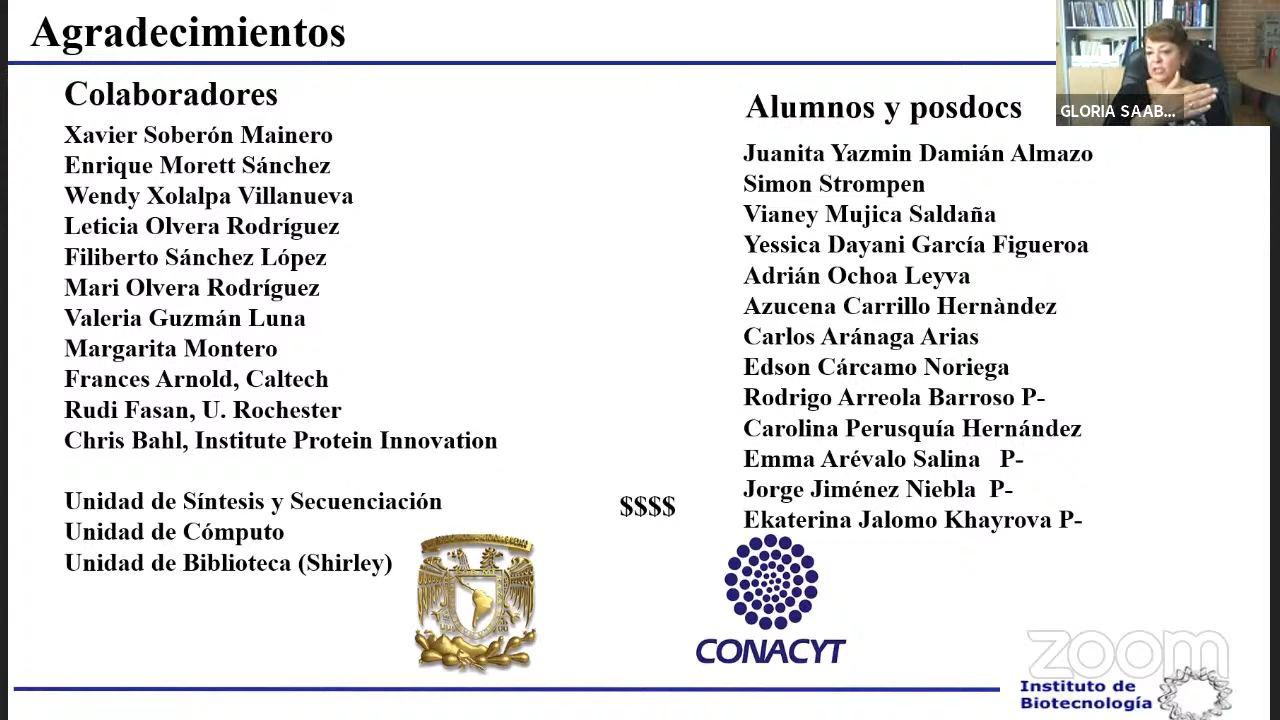 Agradecimientos
Colaboradores
Xavier Soberón Mainero
Enrique Morett Sánchez
Wendy Xolalpa Villanueva
Leticia Olvera Rodríguez
Filiberto Sánchez López
Mari Olvera Rodríguez
Valeria Guzmán Luna
Margarita Montero
Frances Arnold, Caltech
Rudi Fasan, U. Rochester
Chris Bahl, Institute Protein Innovation
Unidad de Síntesis y Secuenciación
Unidad de Cómputo
Unidad de Biblioteca (Shirley)
$$$$
Alumnos y posdocs
Juanita Yazmin Damián Almazo
Simon Strompen
Vianey Mujica Saldaña
Yessica Dayani García Figueroa
Adrián Ochoa Leyva
Azucena Carrillo Hernàndez
Carlos Aránaga Arias
Edson Cárcamo Noriega
Rodrigo Arreola Barroso P-
Carolina Perusquía Hernández
Emma Arévalo Salina P-
Jorge Jiménez Niebla P-
Ekaterina Jalomo Khayrova P-
CONACYT
GLORIA SAAB...
zoom
Instituto de
Biotecnología